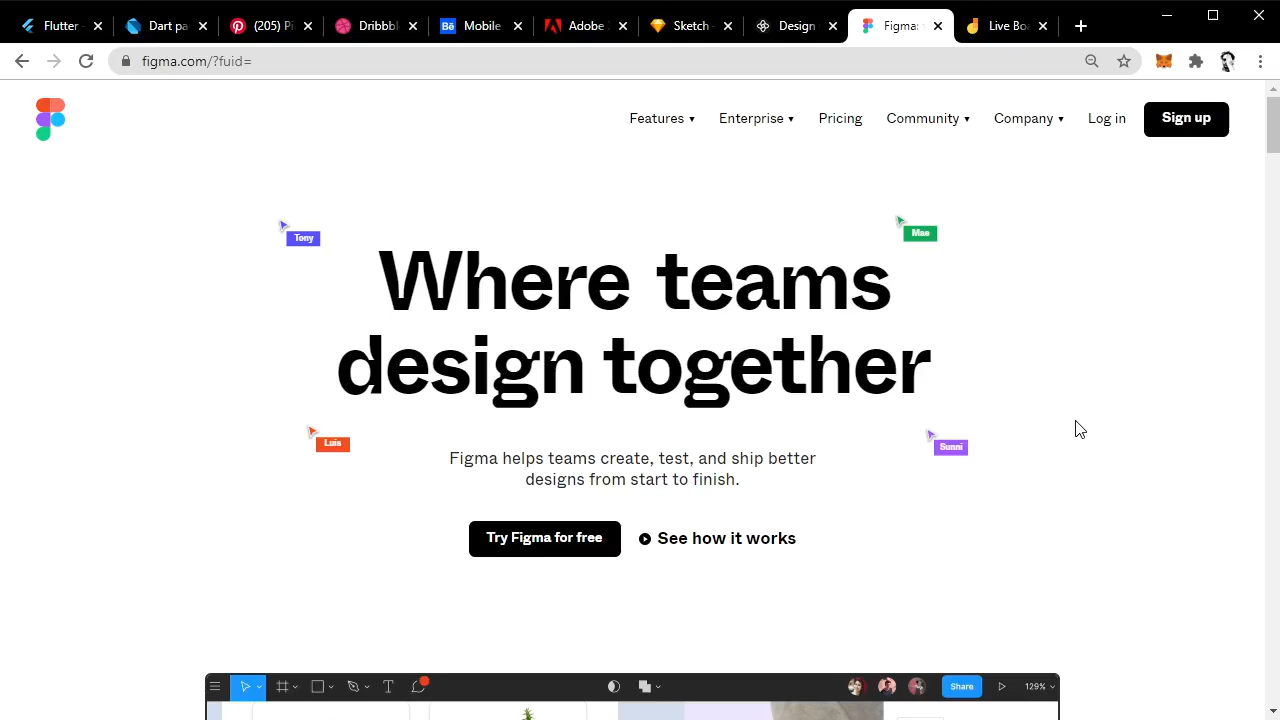 Flutter
Dart pa
(205) Pi
Dribbbl
Bē Mobile
Adobe
Sketch -
Design
Figma:
Live Bo
figma.com/?fuid=
Features ▾ Enterprise ▾ Pricing Community ▾ Company ▾ Log in Sign up
Tony
Mae
Where teams
design together
Luis
Sunni
Figma helps teams create, test, and ship better
designs from start to finish.
Try Figma for free See how it works
Share 129%